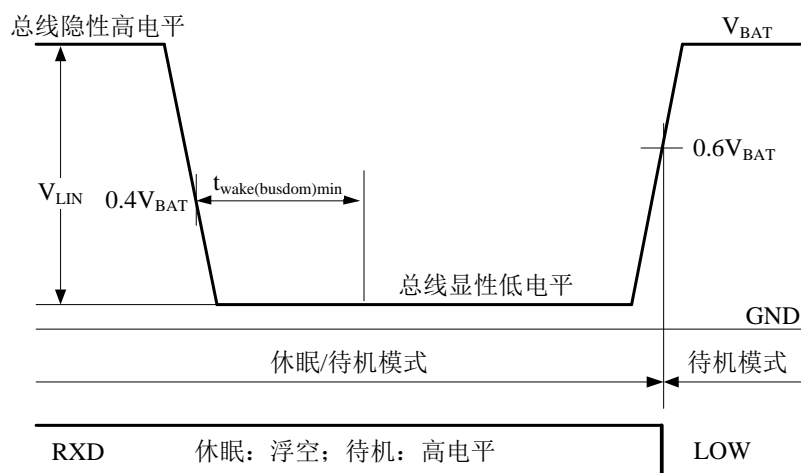 总线隐性高电平
V_BAT
0.6V_BAT
t_wake(busdom)min
V_LIN
0.4V_BAT
总线显性低电平
GND
休眠/待机模式
待机模式
RXD
休眠：浮空；待机：高电平
LOW